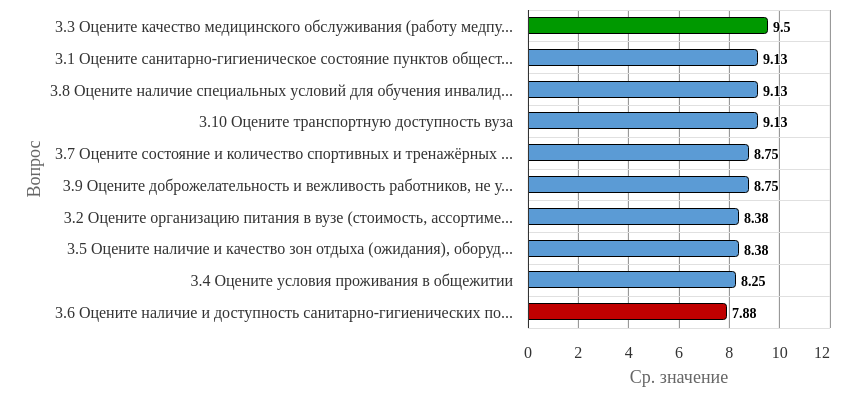 3.3 Оцените качество медицинского обслуживания (работу медпу... 9.5
3.1 Оцените санитарно-гигиеническое состояние пунктов общест... 9.13
3.8 Оцените наличие специальных условий для обучения инвалид... 9.13
3.10 Оцените транспортную доступность вуза 9.13
3.7 Оцените состояние и количество спортивных и тренажёрных ... 8.75
3.9 Оцените доброжелательность и вежливость работников, не у... 8.75
3.2 Оцените организацию питания в вузе (стоимость, ассортиме... 8.38
3.5 Оцените наличие и качество зон отдыха (ожидания), оборуд... 8.38
3.4 Оцените условия проживания в общежитии 8.25
3.6 Оцените наличие и доступность санитарно-гигиенических по... 7.88
Вопрос
0 2 4 6 8 10 12
Ср. значение